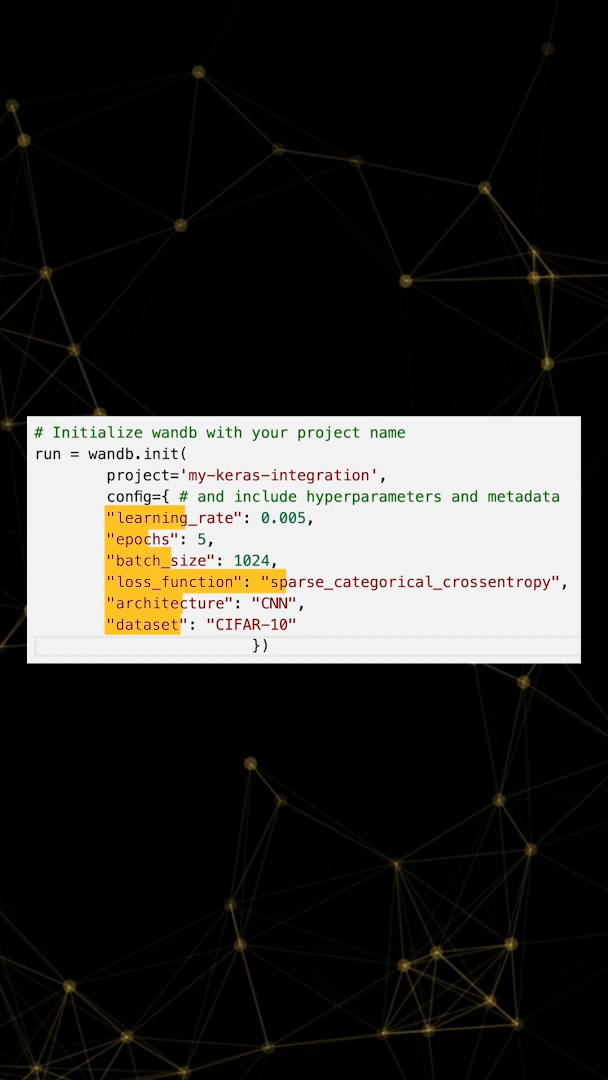 # Initialize wandb with your project name
run = wandb.init(
project='my-keras-integration',
config={ # and include hyperparameters and metadata
"learning_rate": 0.005,
"epochs": 5,
"batch_size": 1024,
"loss_function": "sparse_categorical_crossentropy",
"architecture": "CNN",
"dataset": "CIFAR-10"
})